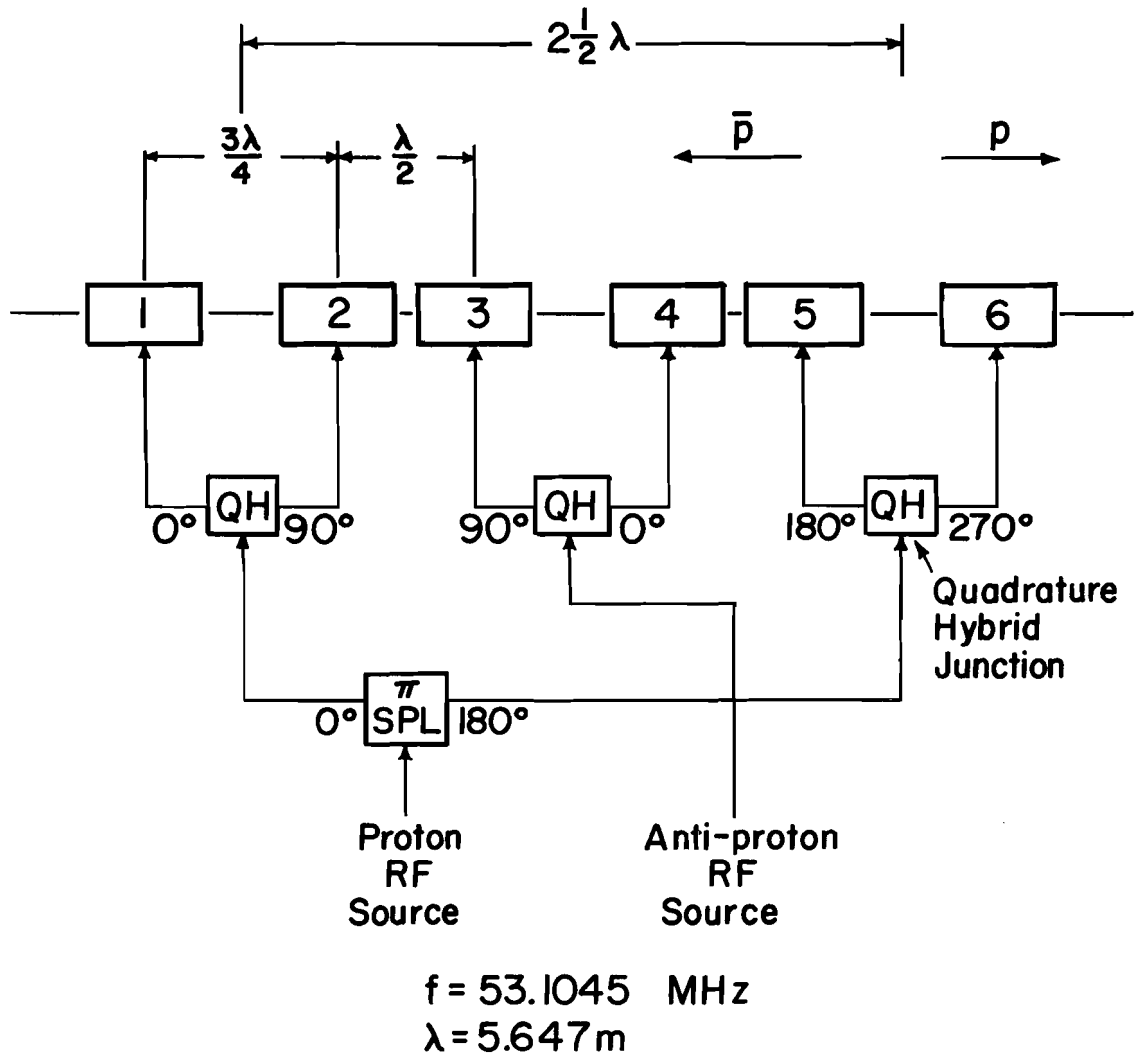 2 1/2 λ
3λ/4
λ/2
p̅
p
1
2
3
4
5
6
QH
QH
QH
0°
90°
90°
0°
180°
270°
Quadrature
Hybrid
Junction
π
SPL
0°
180°
Proton
RF
Source
Anti-proton
RF
Source
f = 53.1045 MHz
λ = 5.647m